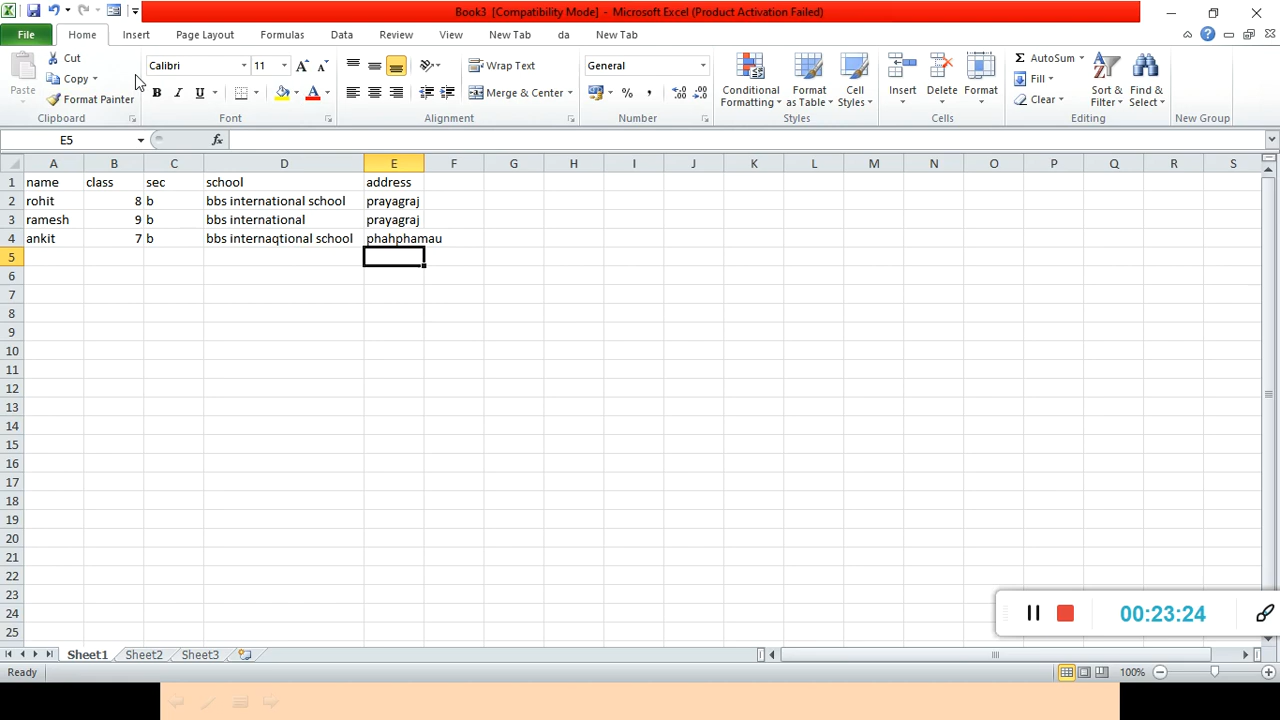 Book3 [Compatibility Mode] - Microsoft Excel (Product Activation Failed)
File Home Insert Page Layout Formulas Data Review View New Tab da New Tab
Paste
Cut
Copy
Format Painter
Clipboard
Calibri 11
B I U A
Font
Wrap Text
Merge & Center
Alignment
General
% ,
Number
Conditional Formatting
Format as Table
Cell Styles
Styles
Insert Delete Format
Cells
Σ AutoSum
Fill
Clear
Sort & Filter
Find & Select
Editing
New Group
E5 fx
A B C D E F G H I J K L M N O P Q R S
1 name class sec school address
2 rohit 8 b bbs international school prayagraj
3 ramesh 9 b bbs international prayagraj
4 ankit 7 b bbs internaqtional school phahphamau
5
6
7
8
9
10
11
12
13
14
15
16
17
18
19
20
21
22
23
24
25
00:23:24
Sheet1 Sheet2 Sheet3
Ready 100%